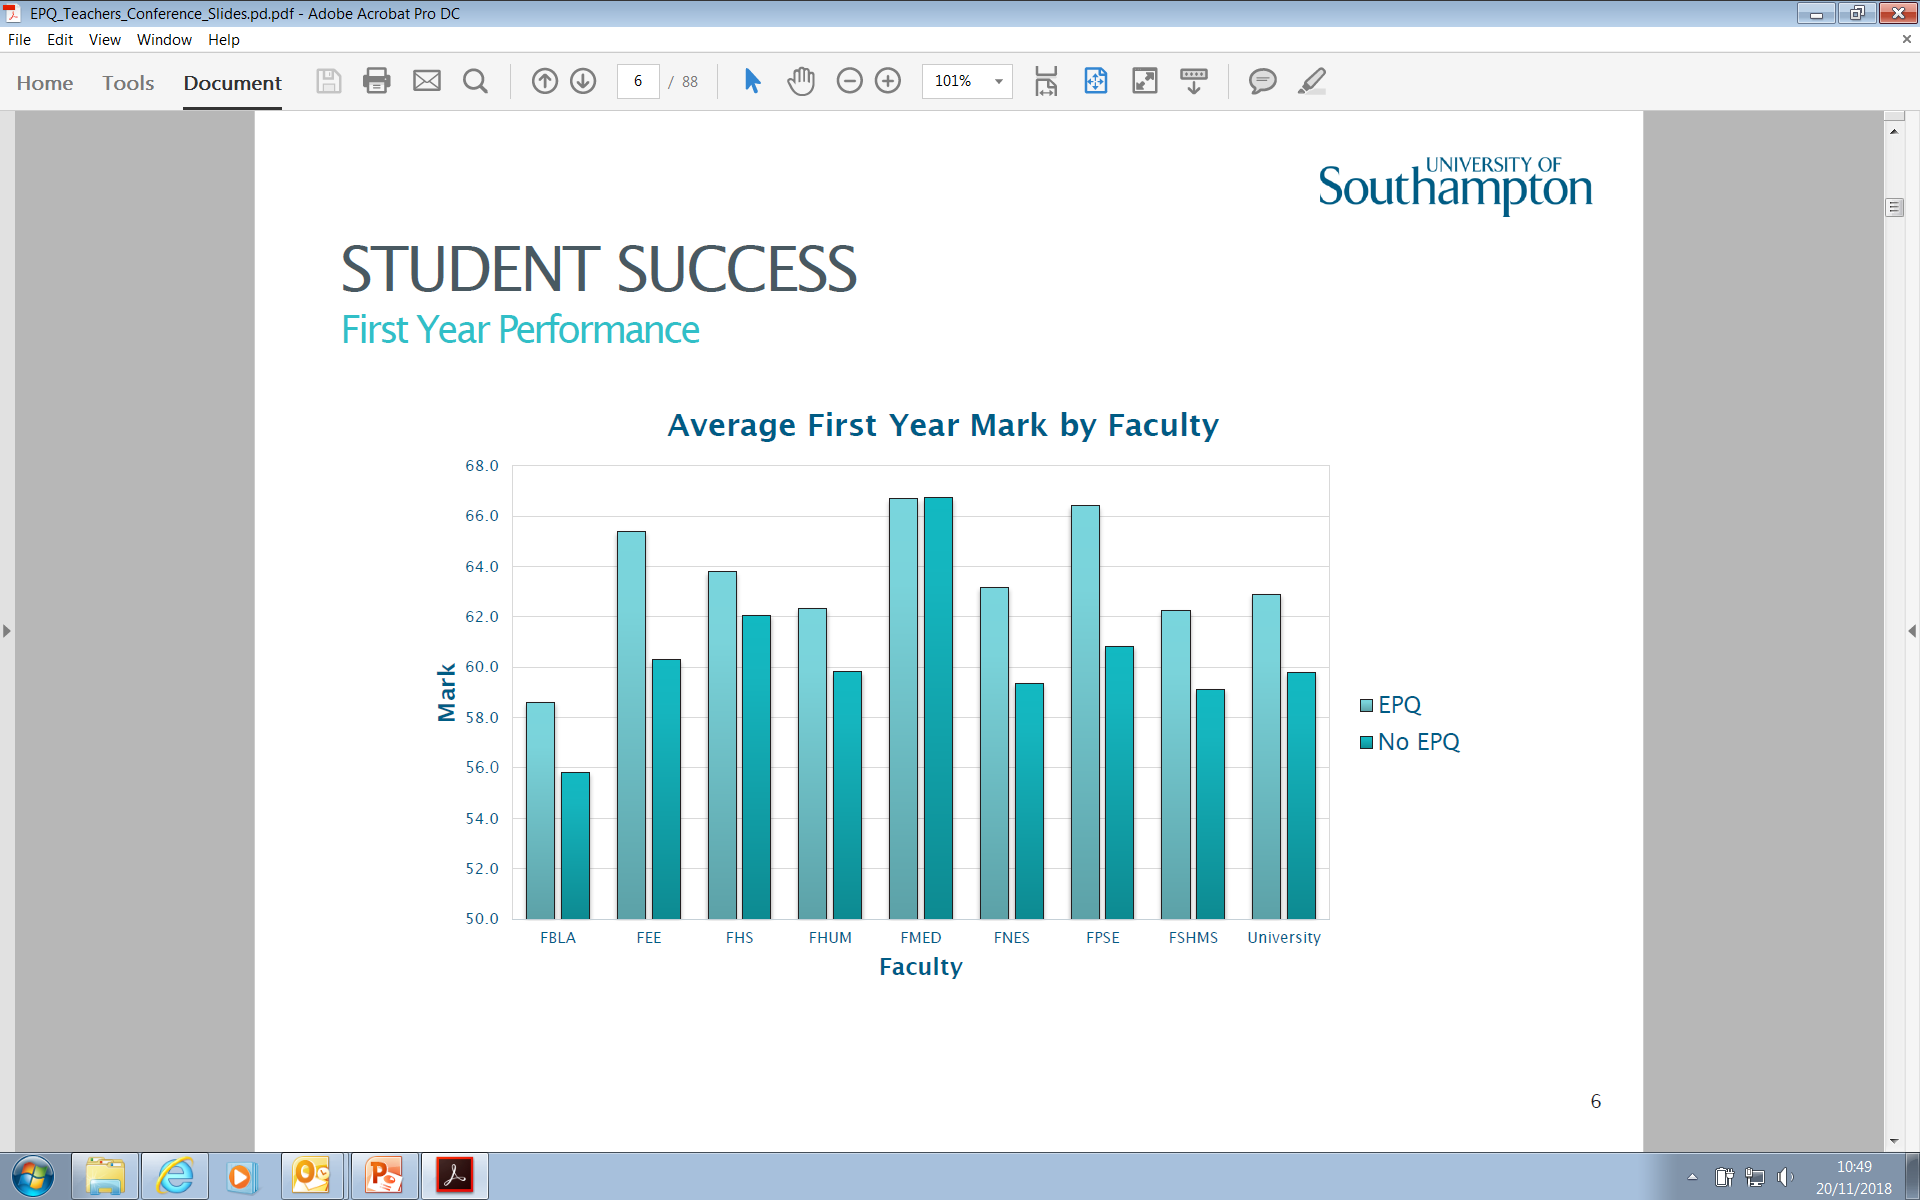 EPQ_Teachers_Conference_Slides.pd.pdf - Adobe Acrobat Pro DC
File Edit View Window Help
Home Tools Document 6 / 88 101%
UNIVERSITY OF
Southampton
STUDENT SUCCESS
First Year Performance
Average First Year Mark by Faculty
68.0
66.0
64.0
62.0
60.0
58.0
56.0
54.0
52.0
50.0
Mark
EPQ
No EPQ
FBLA FEE FHS FHUM FMED FNES FPSE FSHMS University
Faculty
6
10:49
20/11/2018